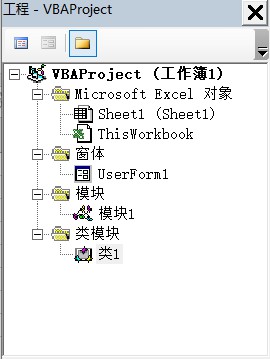 工程 - VBAProject
VBAProject (工作簿1)
Microsoft Excel 对象
Sheet1 (Sheet1)
ThisWorkbook
窗体
UserForm1
模块
模块1
类模块
类1